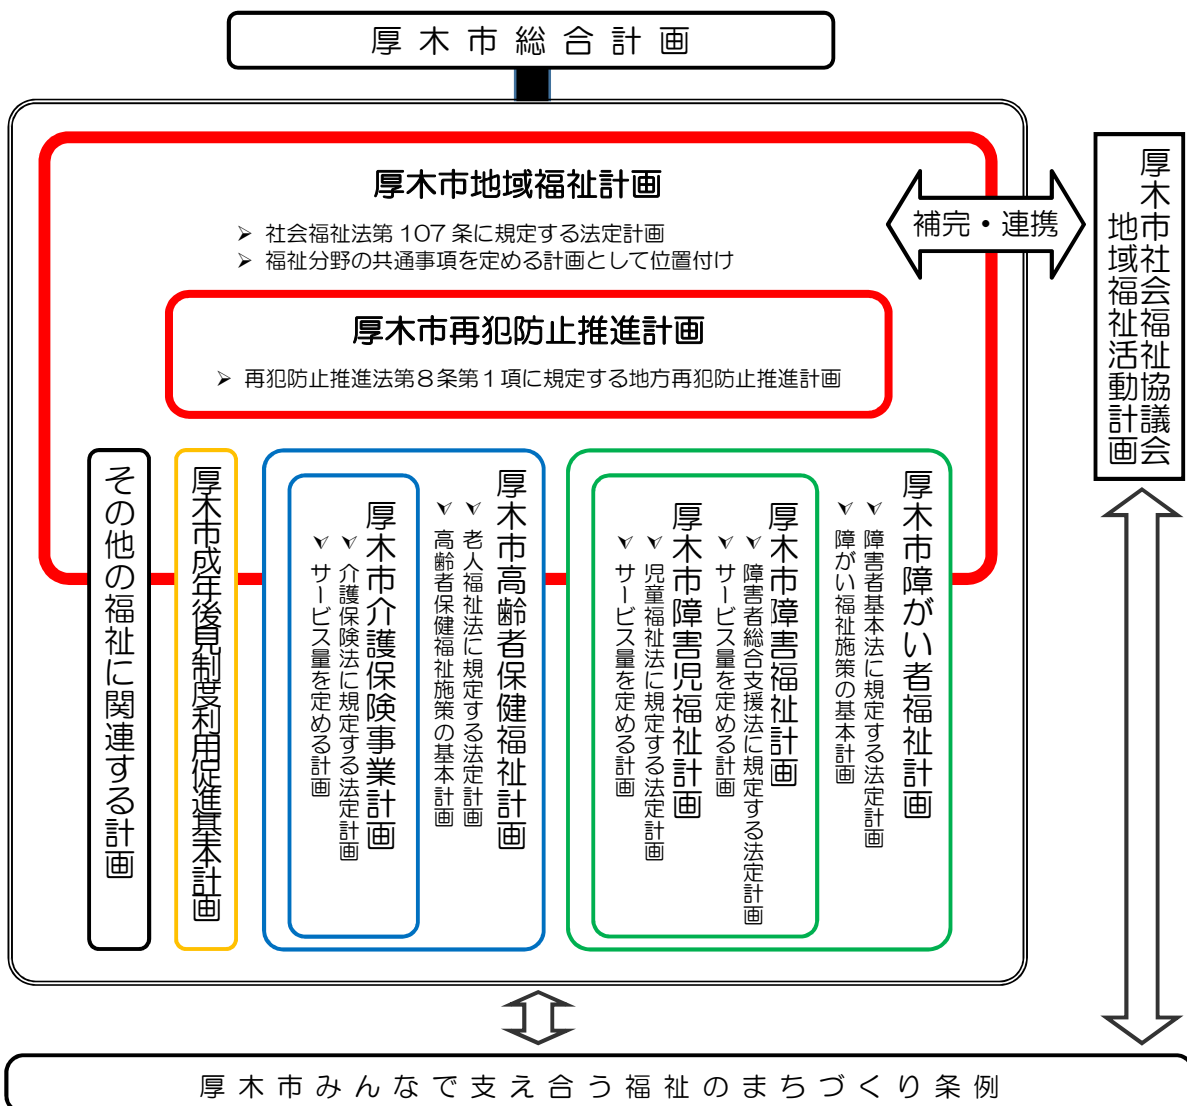 厚木市総合計画
厚木市地域福祉計画
➢ 社会福祉法第107条に規定する法定計画
➢ 福祉分野の共通事項を定める計画として位置付け
補完・連携
厚木市社会福祉協議会
地域福祉活動計画
厚木市再犯防止推進計画
➢ 再犯防止推進法第8条第1項に規定する地方再犯防止推進計画
厚木市障がい者福祉計画
➢ 障害者基本法に規定する法定計画
➢ 障がい福祉施策の基本計画
厚木市障害福祉計画
➢ 障害者総合支援法に規定する法定計画
➢ サービス量を定める計画
厚木市障害児福祉計画
➢ 児童福祉法に規定する法定計画
➢ サービス量を定める計画
厚木市高齢者保健福祉計画
➢ 老人福祉法に規定する法定計画
➢ 高齢者保健福祉施策の基本計画
厚木市介護保険事業計画
➢ 介護保険法に規定する法定計画
➢ サービス量を定める計画
厚木市成年後見制度利用促進基本計画
その他の福祉に関連する計画
厚木市みんなで支え合う福祉のまちづくり条例